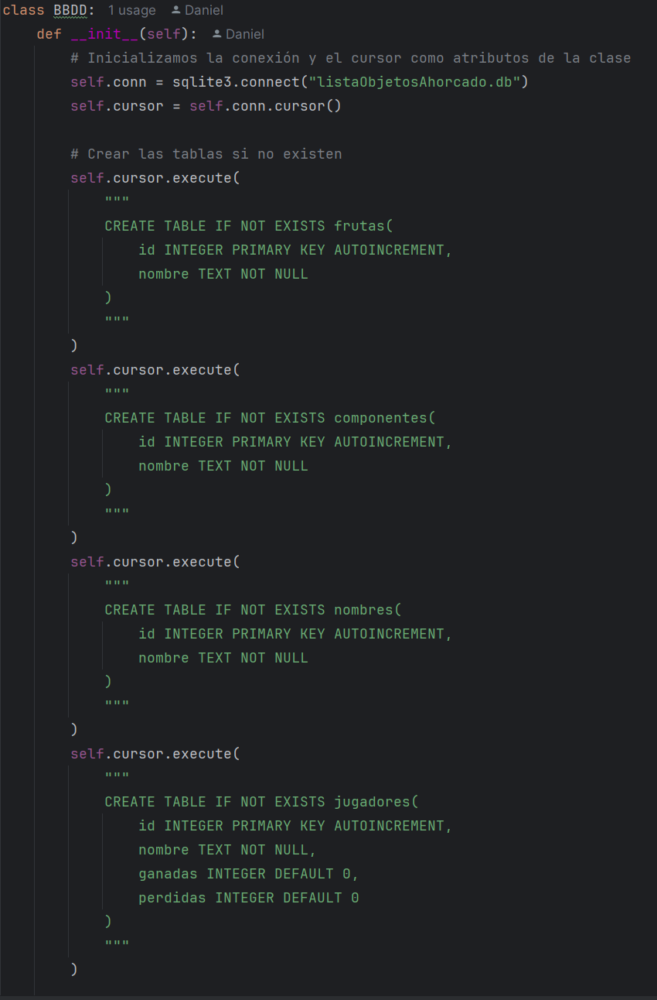 class BBDD: 1 usage Daniel
def __init__(self): Daniel
# Inicializamos la conexión y el cursor como atributos de la clase
self.conn = sqlite3.connect("listaObjetosAhorcado.db")
self.cursor = self.conn.cursor()
# Crear las tablas si no existen
self.cursor.execute(
"""
CREATE TABLE IF NOT EXISTS frutas(
id INTEGER PRIMARY KEY AUTOINCREMENT,
nombre TEXT NOT NULL
)
"""
)
self.cursor.execute(
"""
CREATE TABLE IF NOT EXISTS componentes(
id INTEGER PRIMARY KEY AUTOINCREMENT,
nombre TEXT NOT NULL
)
"""
)
self.cursor.execute(
"""
CREATE TABLE IF NOT EXISTS nombres(
id INTEGER PRIMARY KEY AUTOINCREMENT,
nombre TEXT NOT NULL
)
"""
)
self.cursor.execute(
"""
CREATE TABLE IF NOT EXISTS jugadores(
id INTEGER PRIMARY KEY AUTOINCREMENT,
nombre TEXT NOT NULL,
ganadas INTEGER DEFAULT 0,
perdidas INTEGER DEFAULT 0
)
"""
)